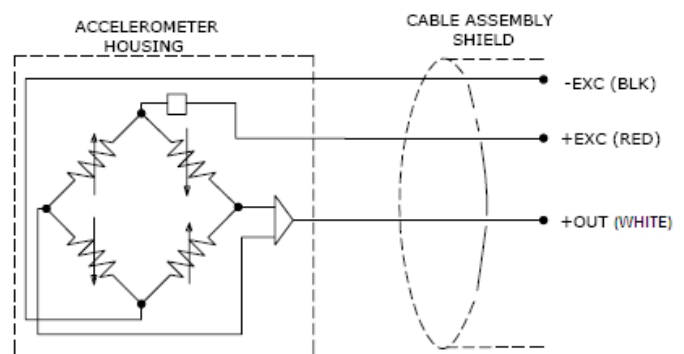 ACCELEROMETER
HOUSING
CABLE ASSEMBLY
SHIELD
-EXC (BLK)
+EXC (RED)
+OUT (WHITE)